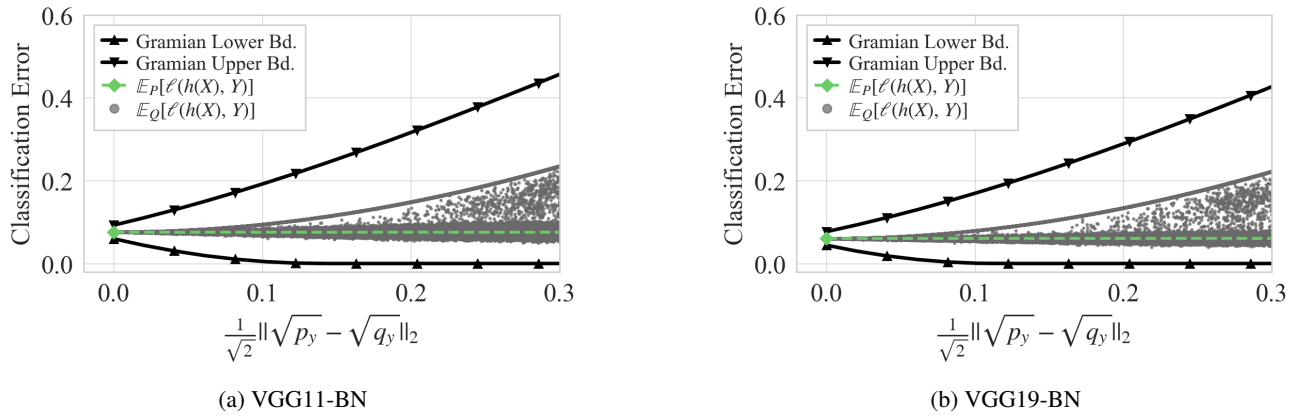 Classification Error
0.6
0.4
0.2
0.0
Gramian Lower Bd.
Gramian Upper Bd.
𝔼_P[ℓ(h(X), Y)]
𝔼_Q[ℓ(h(X), Y)]
0.0 0.1 0.2 0.3
1/√2 ||√p_y − √q_y||_2
(a) VGG11-BN
Classification Error
0.6
0.4
0.2
0.0
Gramian Lower Bd.
Gramian Upper Bd.
𝔼_P[ℓ(h(X), Y)]
𝔼_Q[ℓ(h(X), Y)]
0.0 0.1 0.2 0.3
1/√2 ||√p_y − √q_y||_2
(b) VGG19-BN